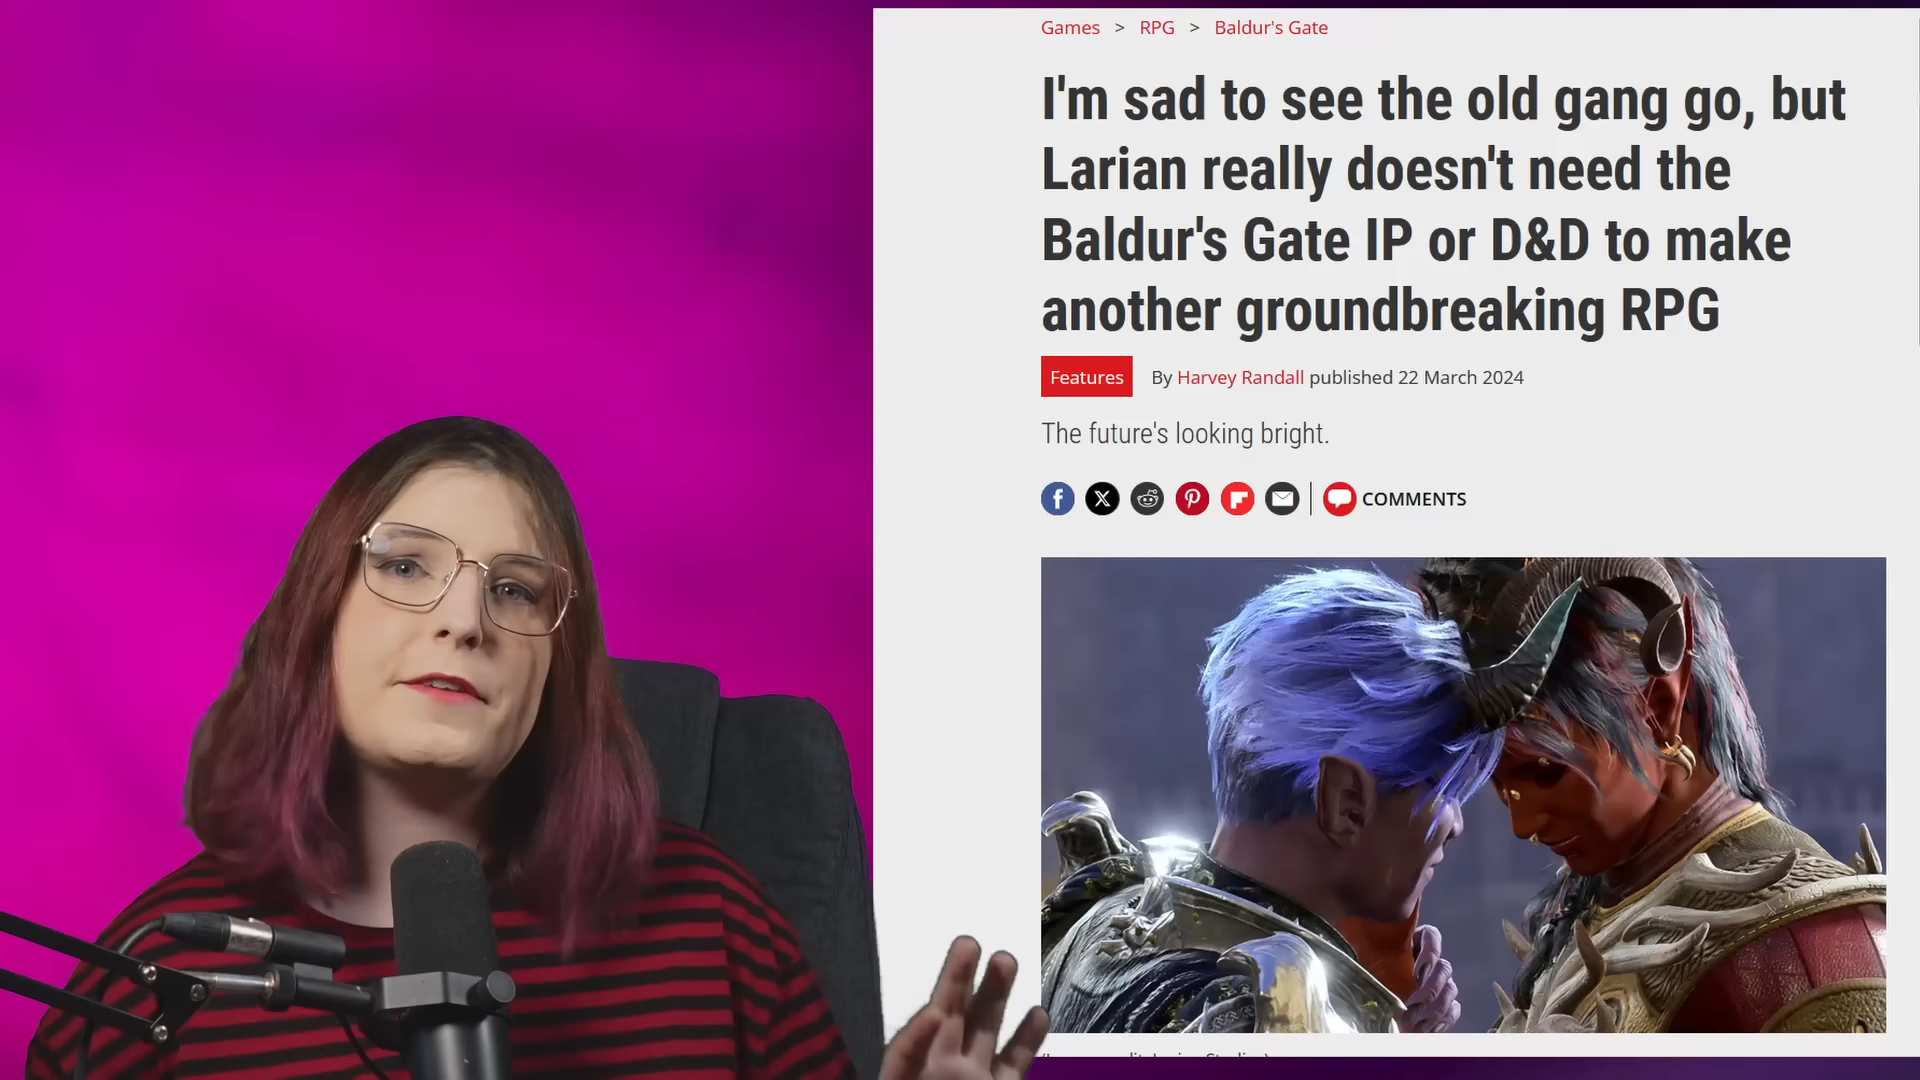 Games > RPG > Baldur's Gate
I'm sad to see the old gang go, but
Larian really doesn't need the
Baldur's Gate IP or D&D to make
another groundbreaking RPG
Features By Harvey Randall published 22 March 2024
The future's looking bright.
COMMENTS